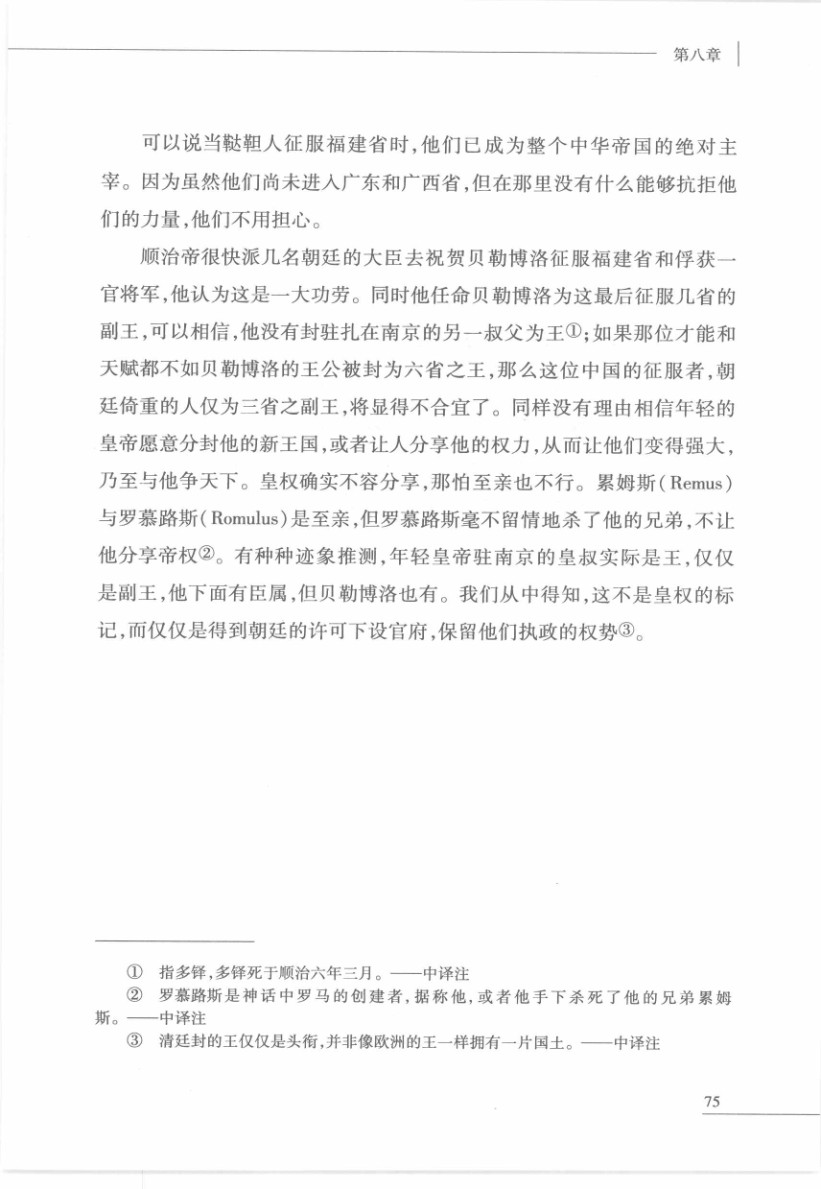 第八章
可以说当鞑靼人征服福建省时,他们已成为整个中华帝国的绝对主
宰。因为虽然他们尚未进入广东和广西省,但在那里没有什么能够抗拒他
们的力量,他们不用担心。
顺治帝很快派几名朝廷的大臣去祝贺贝勒博洛征服福建省和俘获一
官将军,他认为这是一大功劳。同时他任命贝勒博洛为这最后征服几省的
副王,可以相信,他没有封驻扎在南京的另一叔父为王①;如果那位才能和
天赋都不如贝勒博洛的王公被封为六省之王,那么这位中国的征服者,朝
廷倚重的人仅为三省之副王,将显得不合宜了。同样没有理由相信年轻的
皇帝愿意分封他的新王国,或者让人分享他的权力,从而让他们变得强大,
乃至与他争天下。皇权确实不容分享,那怕至亲也不行。累姆斯(Remus)
与罗慕路斯(Romulus)是至亲,但罗慕路斯毫不留情地杀了他的兄弟,不让
他分享帝权②。有种种迹象推测,年轻皇帝驻南京的皇叔实际是王,仅仅
是副王,他下面有臣属,但贝勒博洛也有。我们从中得知,这不是皇权的标
记,而仅仅是得到朝廷的许可下设官府,保留他们执政的权势③。
① 指多铎,多铎死于顺治六年三月。——中译注
② 罗慕路斯是神话中罗马的创建者,据称他,或者他手下杀死了他的兄弟累姆
斯。——中译注
③ 清廷封的王仅仅是头衔,并非像欧洲的王一样拥有一片国土。——中译注
75